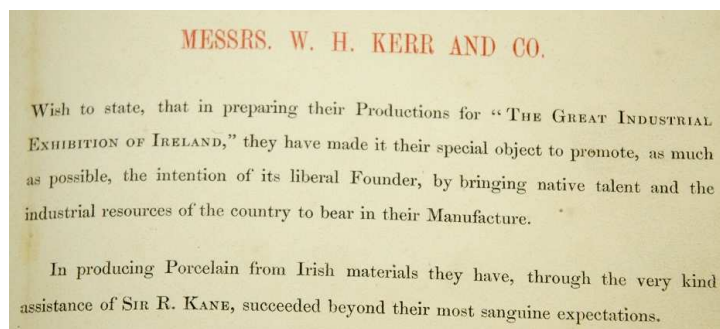 MESSRS. W. H. KERR AND CO.
Wish to state, that in preparing their Productions for “THE GREAT INDUSTRIAL
EXHIBITION OF IRELAND,” they have made it their special object to promote, as much
as possible, the intention of its liberal Founder, by bringing native talent and the
industrial resources of the country to bear in their Manufacture.
In producing Porcelain from Irish materials they have, through the very kind
assistance of SIR R. KANE, succeeded beyond their most sanguine expectations.